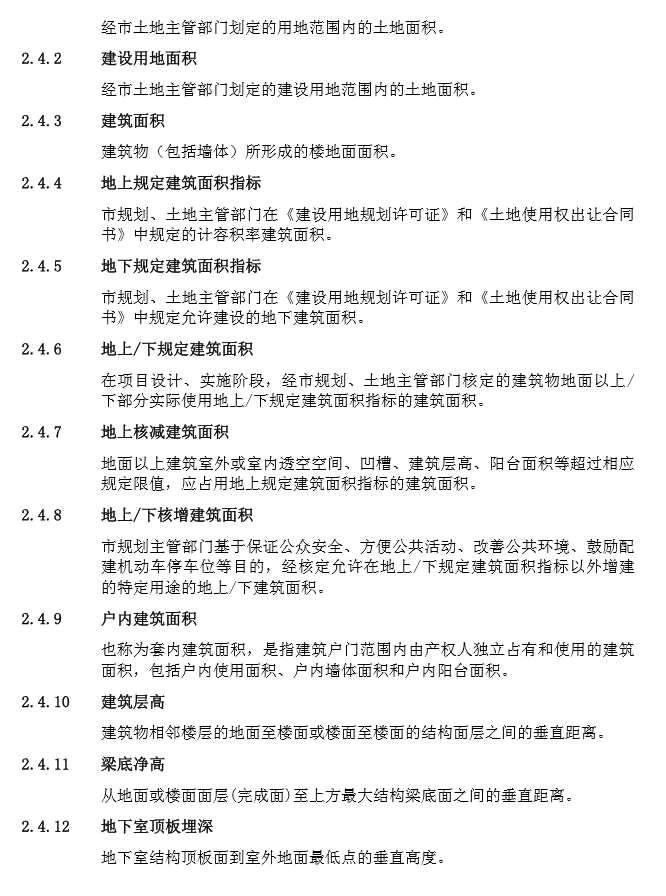 经市土地主管部门划定的用地范围内的土地面积。
2.4.2 建设用地面积
经市土地主管部门划定的建设用地范围内的土地面积。
2.4.3 建筑面积
建筑物（包括墙体）所形成的楼地面面积。
2.4.4 地上规定建筑面积指标
市规划、土地主管部门在《建设用地规划许可证》和《土地使用权出让合同
书》中规定的计容积率建筑面积。
2.4.5 地下规定建筑面积指标
市规划、土地主管部门在《建设用地规划许可证》和《土地使用权出让合同
书》中规定允许建设的地下建筑面积。
2.4.6 地上/下规定建筑面积
在项目设计、实施阶段，经市规划、土地主管部门核定的建筑物地面以上/
下部分实际使用地上/下规定建筑面积指标的建筑面积。
2.4.7 地上核减建筑面积
地面以上建筑室外或室内透空空间、凹槽、建筑层高、阳台面积等超过相应
规定限值，应占用地上规定建筑面积指标的建筑面积。
2.4.8 地上/下核增建筑面积
市规划主管部门基于保证公众安全、方便公共活动、改善公共环境、鼓励配
建机动车停车位等目的，经核定允许在地上/下规定建筑面积指标以外增建
的特定用途的地上/下建筑面积。
2.4.9 户内建筑面积
也称为套内建筑面积，是指建筑户门范围内由产权人独立占有和使用的建筑
面积，包括户内使用面积、户内墙体面积和户内阳台面积。
2.4.10 建筑层高
建筑物相邻楼层的地面至楼面或楼面至楼面的结构面层之间的垂直距离。
2.4.11 梁底净高
从地面或楼面面层(完成面)至上方最大结构梁底面之间的垂直距离。
2.4.12 地下室顶板埋深
地下室结构顶板面到室外地面最低点的垂直高度。